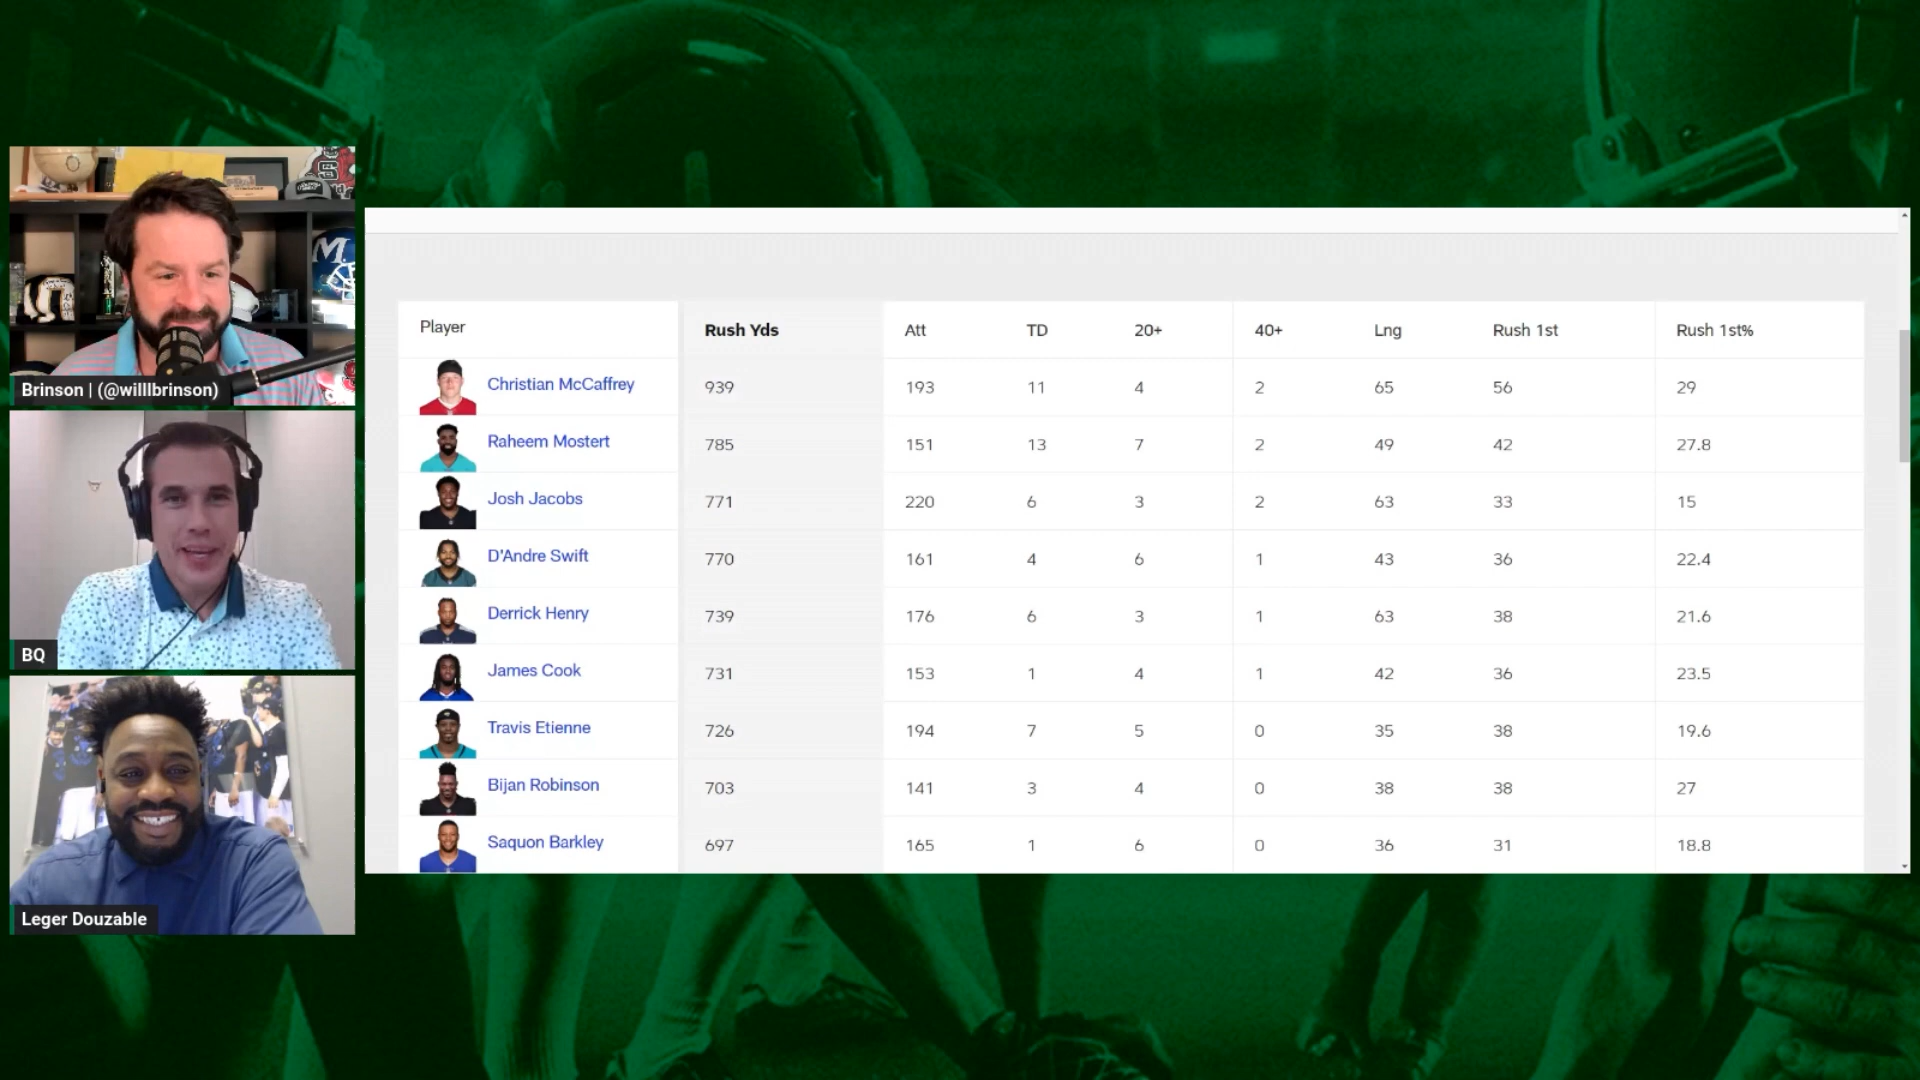 M
Brinson | (@willlbrinson)
BQ
Leger Douzable
Player Rush Yds Att TD 20+ 40+ Lng Rush 1st Rush 1st%
Christian McCaffrey 939 193 11 4 2 65 56 29
Raheem Mostert 785 151 13 7 2 49 42 27.8
Josh Jacobs 771 220 6 3 2 63 33 15
D'Andre Swift 770 161 4 6 1 43 36 22.4
Derrick Henry 739 176 6 3 1 63 38 21.6
James Cook 731 153 1 4 1 42 36 23.5
Travis Etienne 726 194 7 5 0 35 38 19.6
Bijan Robinson 703 141 3 4 0 38 38 27
Saquon Barkley 697 165 1 6 0 36 31 18.8